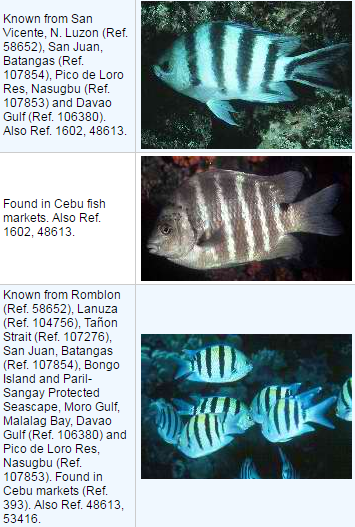 Known from San
Vicente, N. Luzon (Ref.
58652), San Juan,
Batangas (Ref.
107854), Pico de Loro
Res, Nasugbu (Ref.
107853) and Davao
Gulf (Ref. 106380).
Also Ref. 1602, 48613.
Found in Cebu fish
markets. Also Ref.
1602, 48613.
Known from Romblon
(Ref. 58652), Lanuza
(Ref. 104756), Tañon
Strait (Ref. 107276),
San Juan, Batangas
(Ref. 107854), Bongo
Island and Paril-
Sangay Protected
Seascape, Moro Gulf,
Malalag Bay, Davao
Gulf (Ref. 106380) and
Pico de Loro Res,
Nasugbu (Ref.
107853). Found in
Cebu markets (Ref.
393). Also Ref. 48613,
53416.